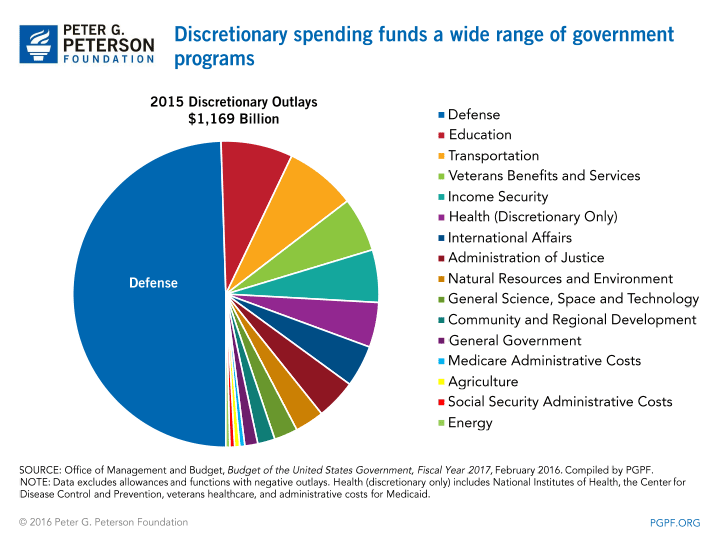 PETER G.
PETERSON
FOUNDATION
Discretionary spending funds a wide range of government
programs
2015 Discretionary Outlays
$1,169 Billion
Defense
Defense
Education
Transportation
Veterans Benefits and Services
Income Security
Health (Discretionary Only)
International Affairs
Administration of Justice
Natural Resources and Environment
General Science, Space and Technology
Community and Regional Development
General Government
Medicare Administrative Costs
Agriculture
Social Security Administrative Costs
Energy
SOURCE: Office of Management and Budget, Budget of the United States Government, Fiscal Year 2017, February 2016. Compiled by PGPF.
NOTE: Data excludes allowances and functions with negative outlays. Health (discretionary only) includes National Institutes of Health, the Center for
Disease Control and Prevention, veterans healthcare, and administrative costs for Medicaid.
© 2016 Peter G. Peterson Foundation
PGPF.ORG